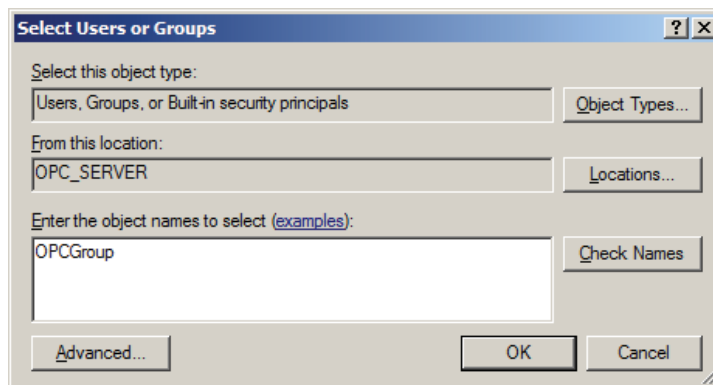 Select Users or Groups
Select this object type:
Users, Groups, or Built-in security principals
Object Types...
From this location:
OPC_SERVER
Locations...
Enter the object names to select (examples):
OPCGroup
Check Names
Advanced...
OK
Cancel